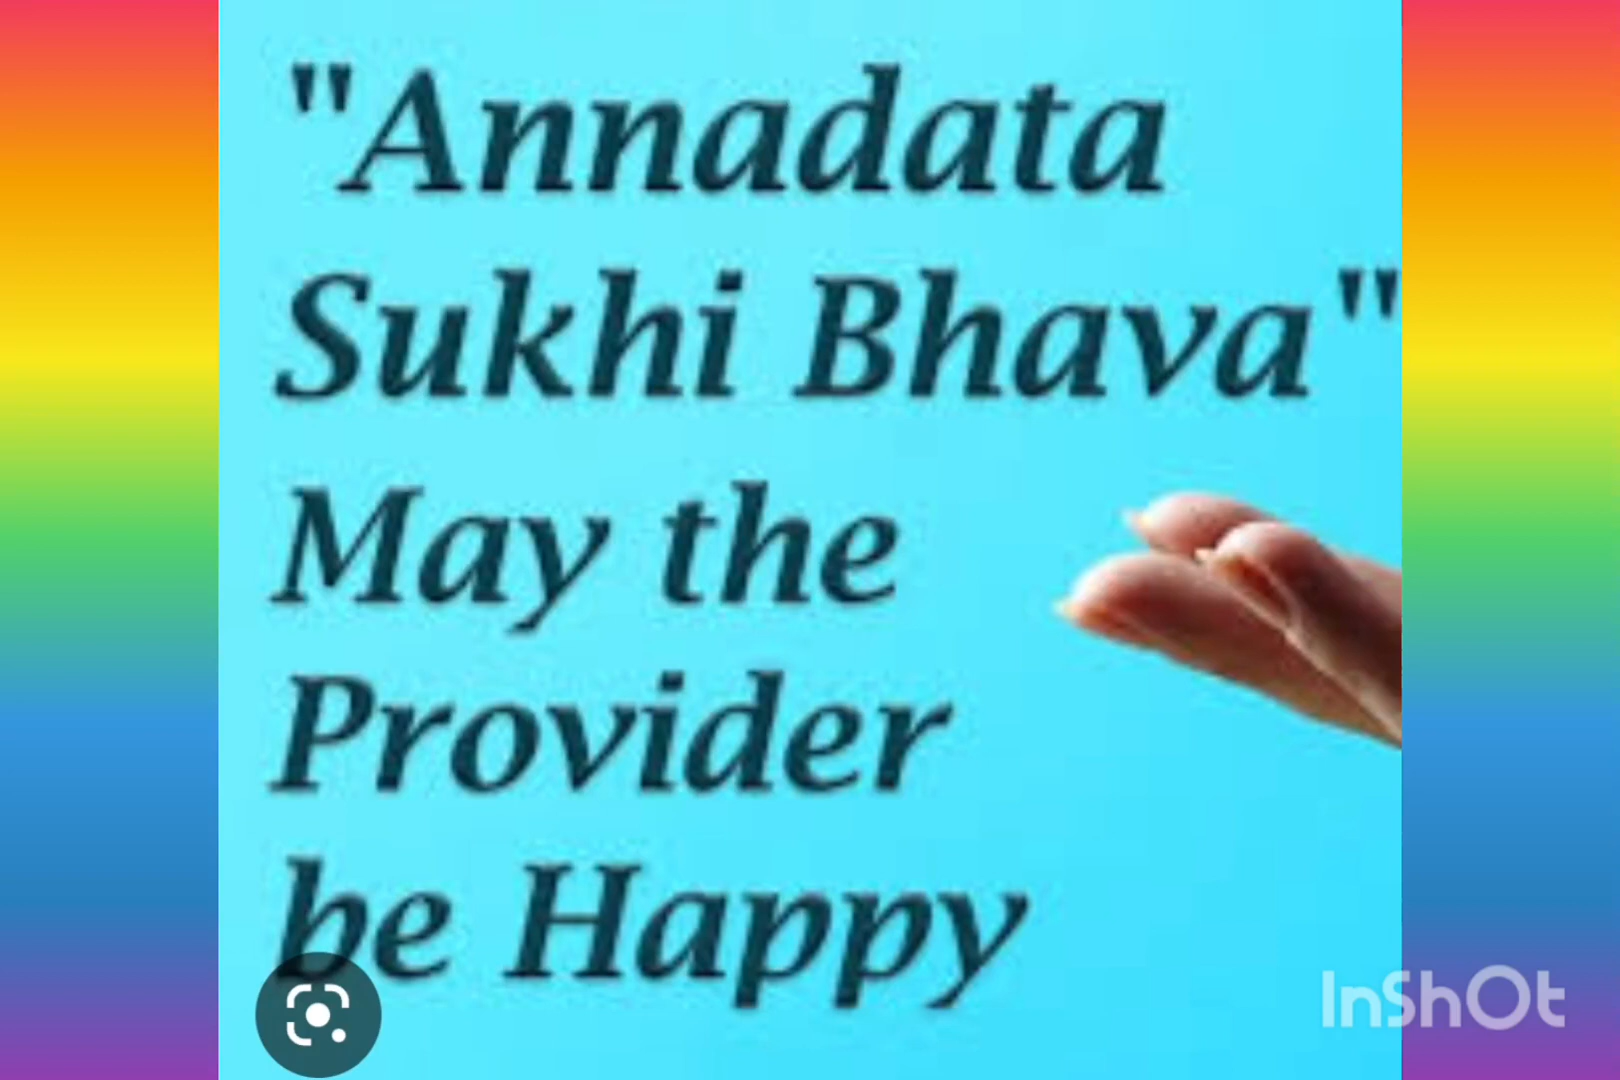 "Annadata
Sukhi Bhava"
May the
Provider
be Happy
InShOt